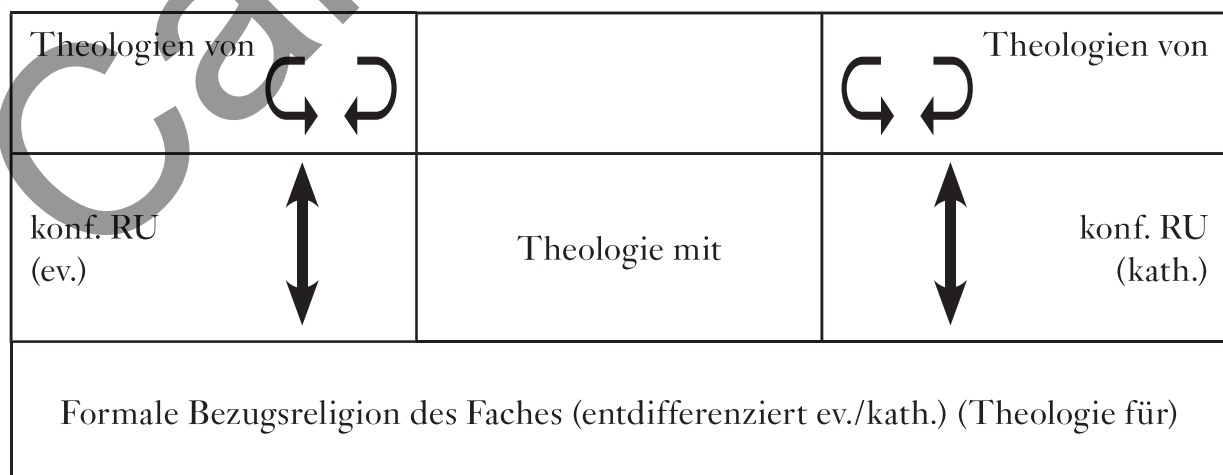 Theologien von
Theologien von
konf. RU
(ev.)
Theologie mit
konf. RU
(kath.)
Formale Bezugsreligion des Faches (entdifferenziert ev./kath.) (Theologie für)